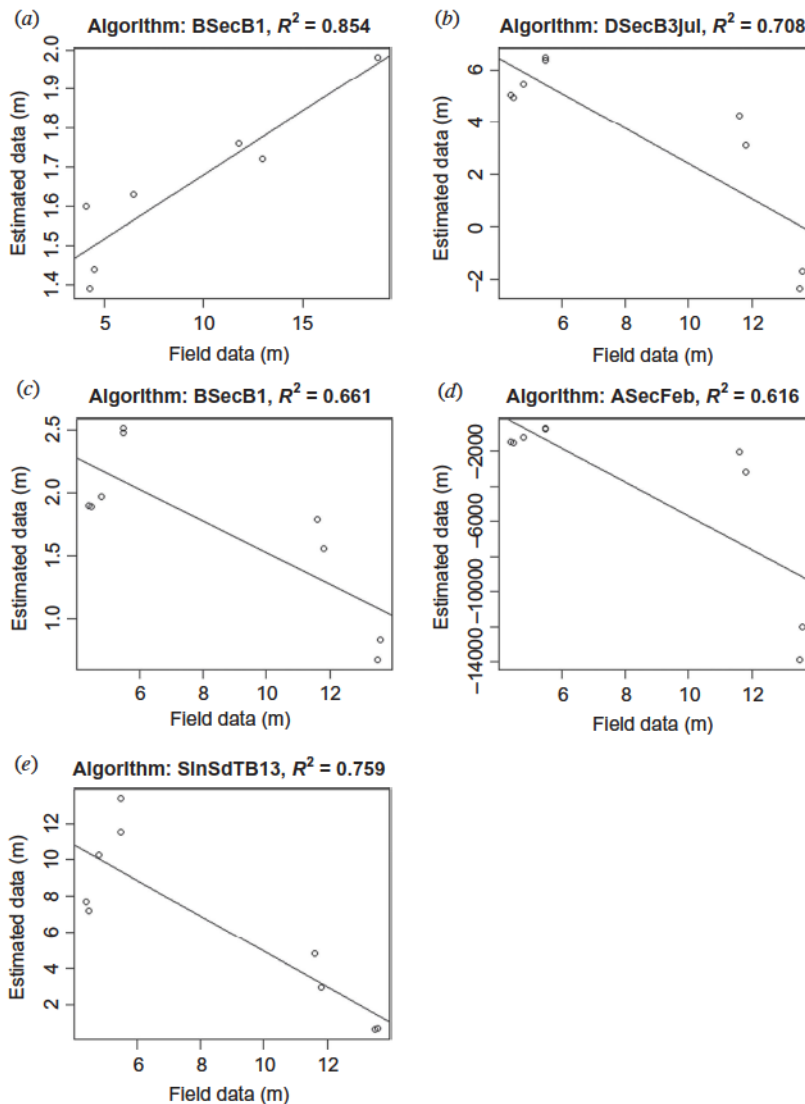 (a) Algorithm: BSecB1, R² = 0.854
Estimated data (m)
2.0
1.9
1.8
1.7
1.6
1.5
1.4
5 10 15
Field data (m)
(b) Algorithm: DSecB3jul, R² = 0.708
Estimated data (m)
6
4
2
0
−2
6 8 10 12
Field data (m)
(c) Algorithm: BSecB1, R² = 0.661
Estimated data (m)
2.5
2.0
1.5
1.0
6 8 10 12
Field data (m)
(d) Algorithm: ASecFeb, R² = 0.616
Estimated data (m)
−2000
−6000
−10000
−14000
6 8 10 12
Field data (m)
(e) Algorithm: SInSdTB13, R² = 0.759
Estimated data (m)
12
10
8
6
4
2
6 8 10 12
Field data (m)